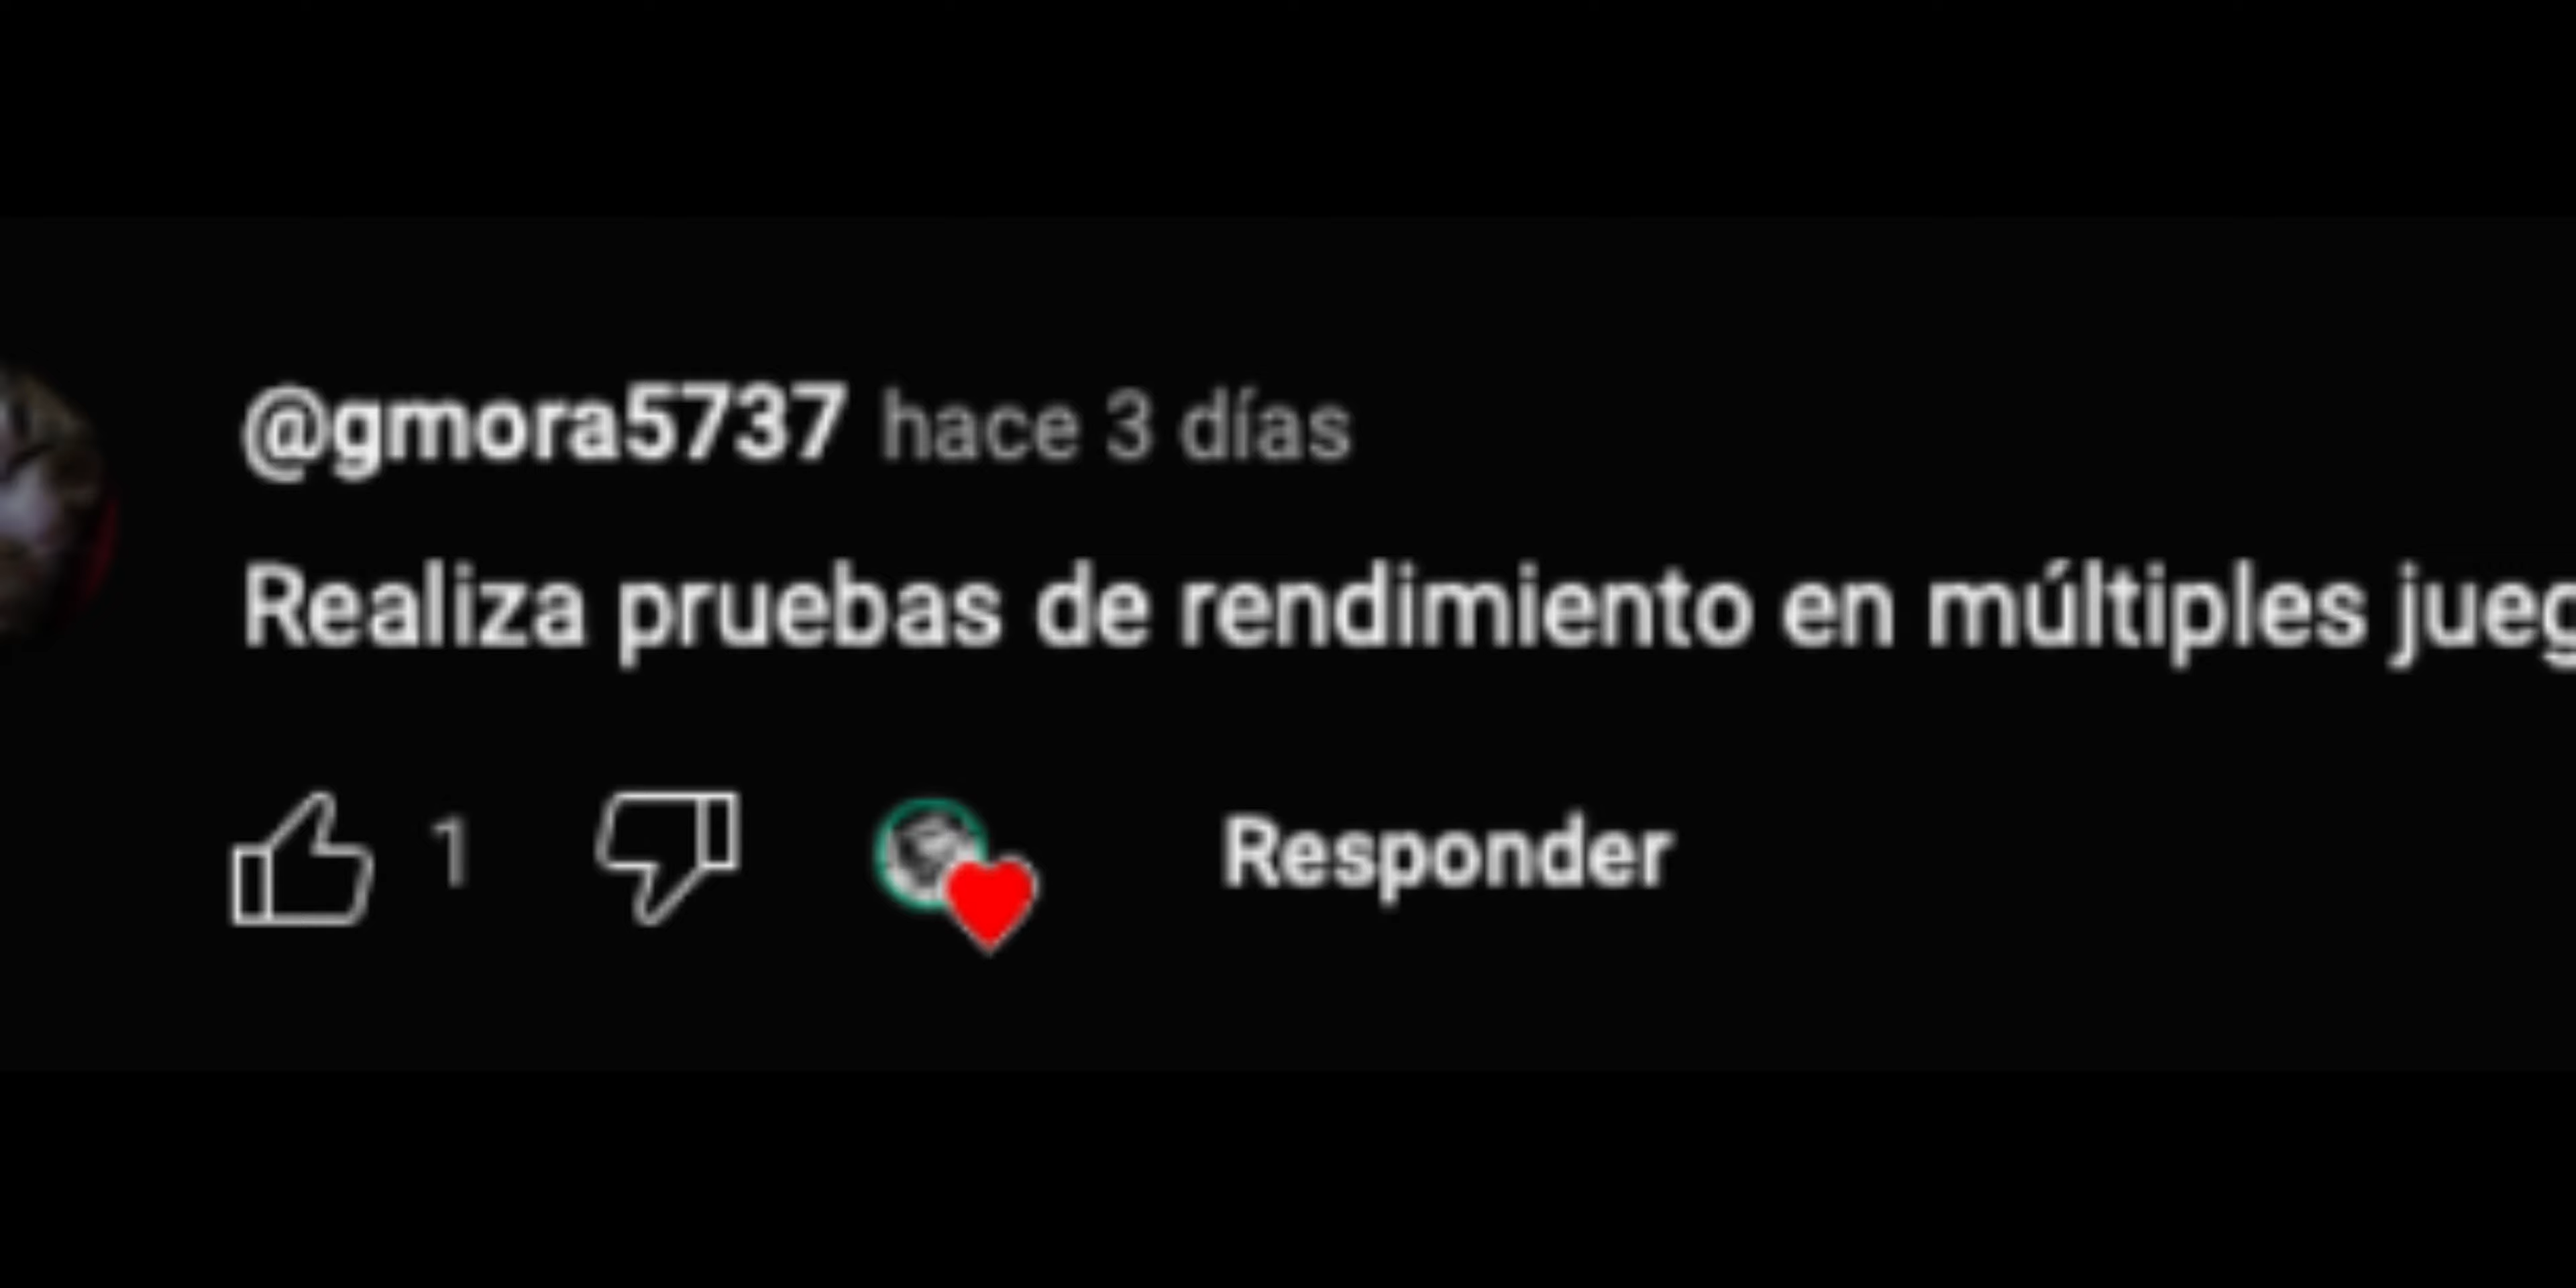 @gmora5737 hace 3 días
Realiza pruebas de rendimiento en múltiples jueg
1
Responder